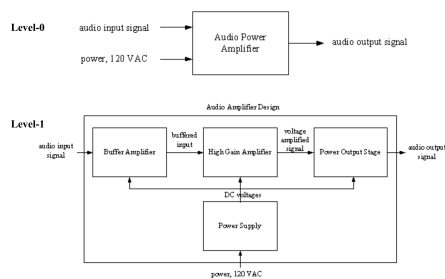 Level-0
audio input signal
power, 120 VAC
Audio Power
Amplifier
audio output signal
Level-1
Audio Amplifier Design
audio input
signal
Buffer Amplifier
buffered
input
High Gain Amplifier
voltage
amplified
signal
Power Output Stage
audio output
signal
DC voltages
Power Supply
power, 120 VAC